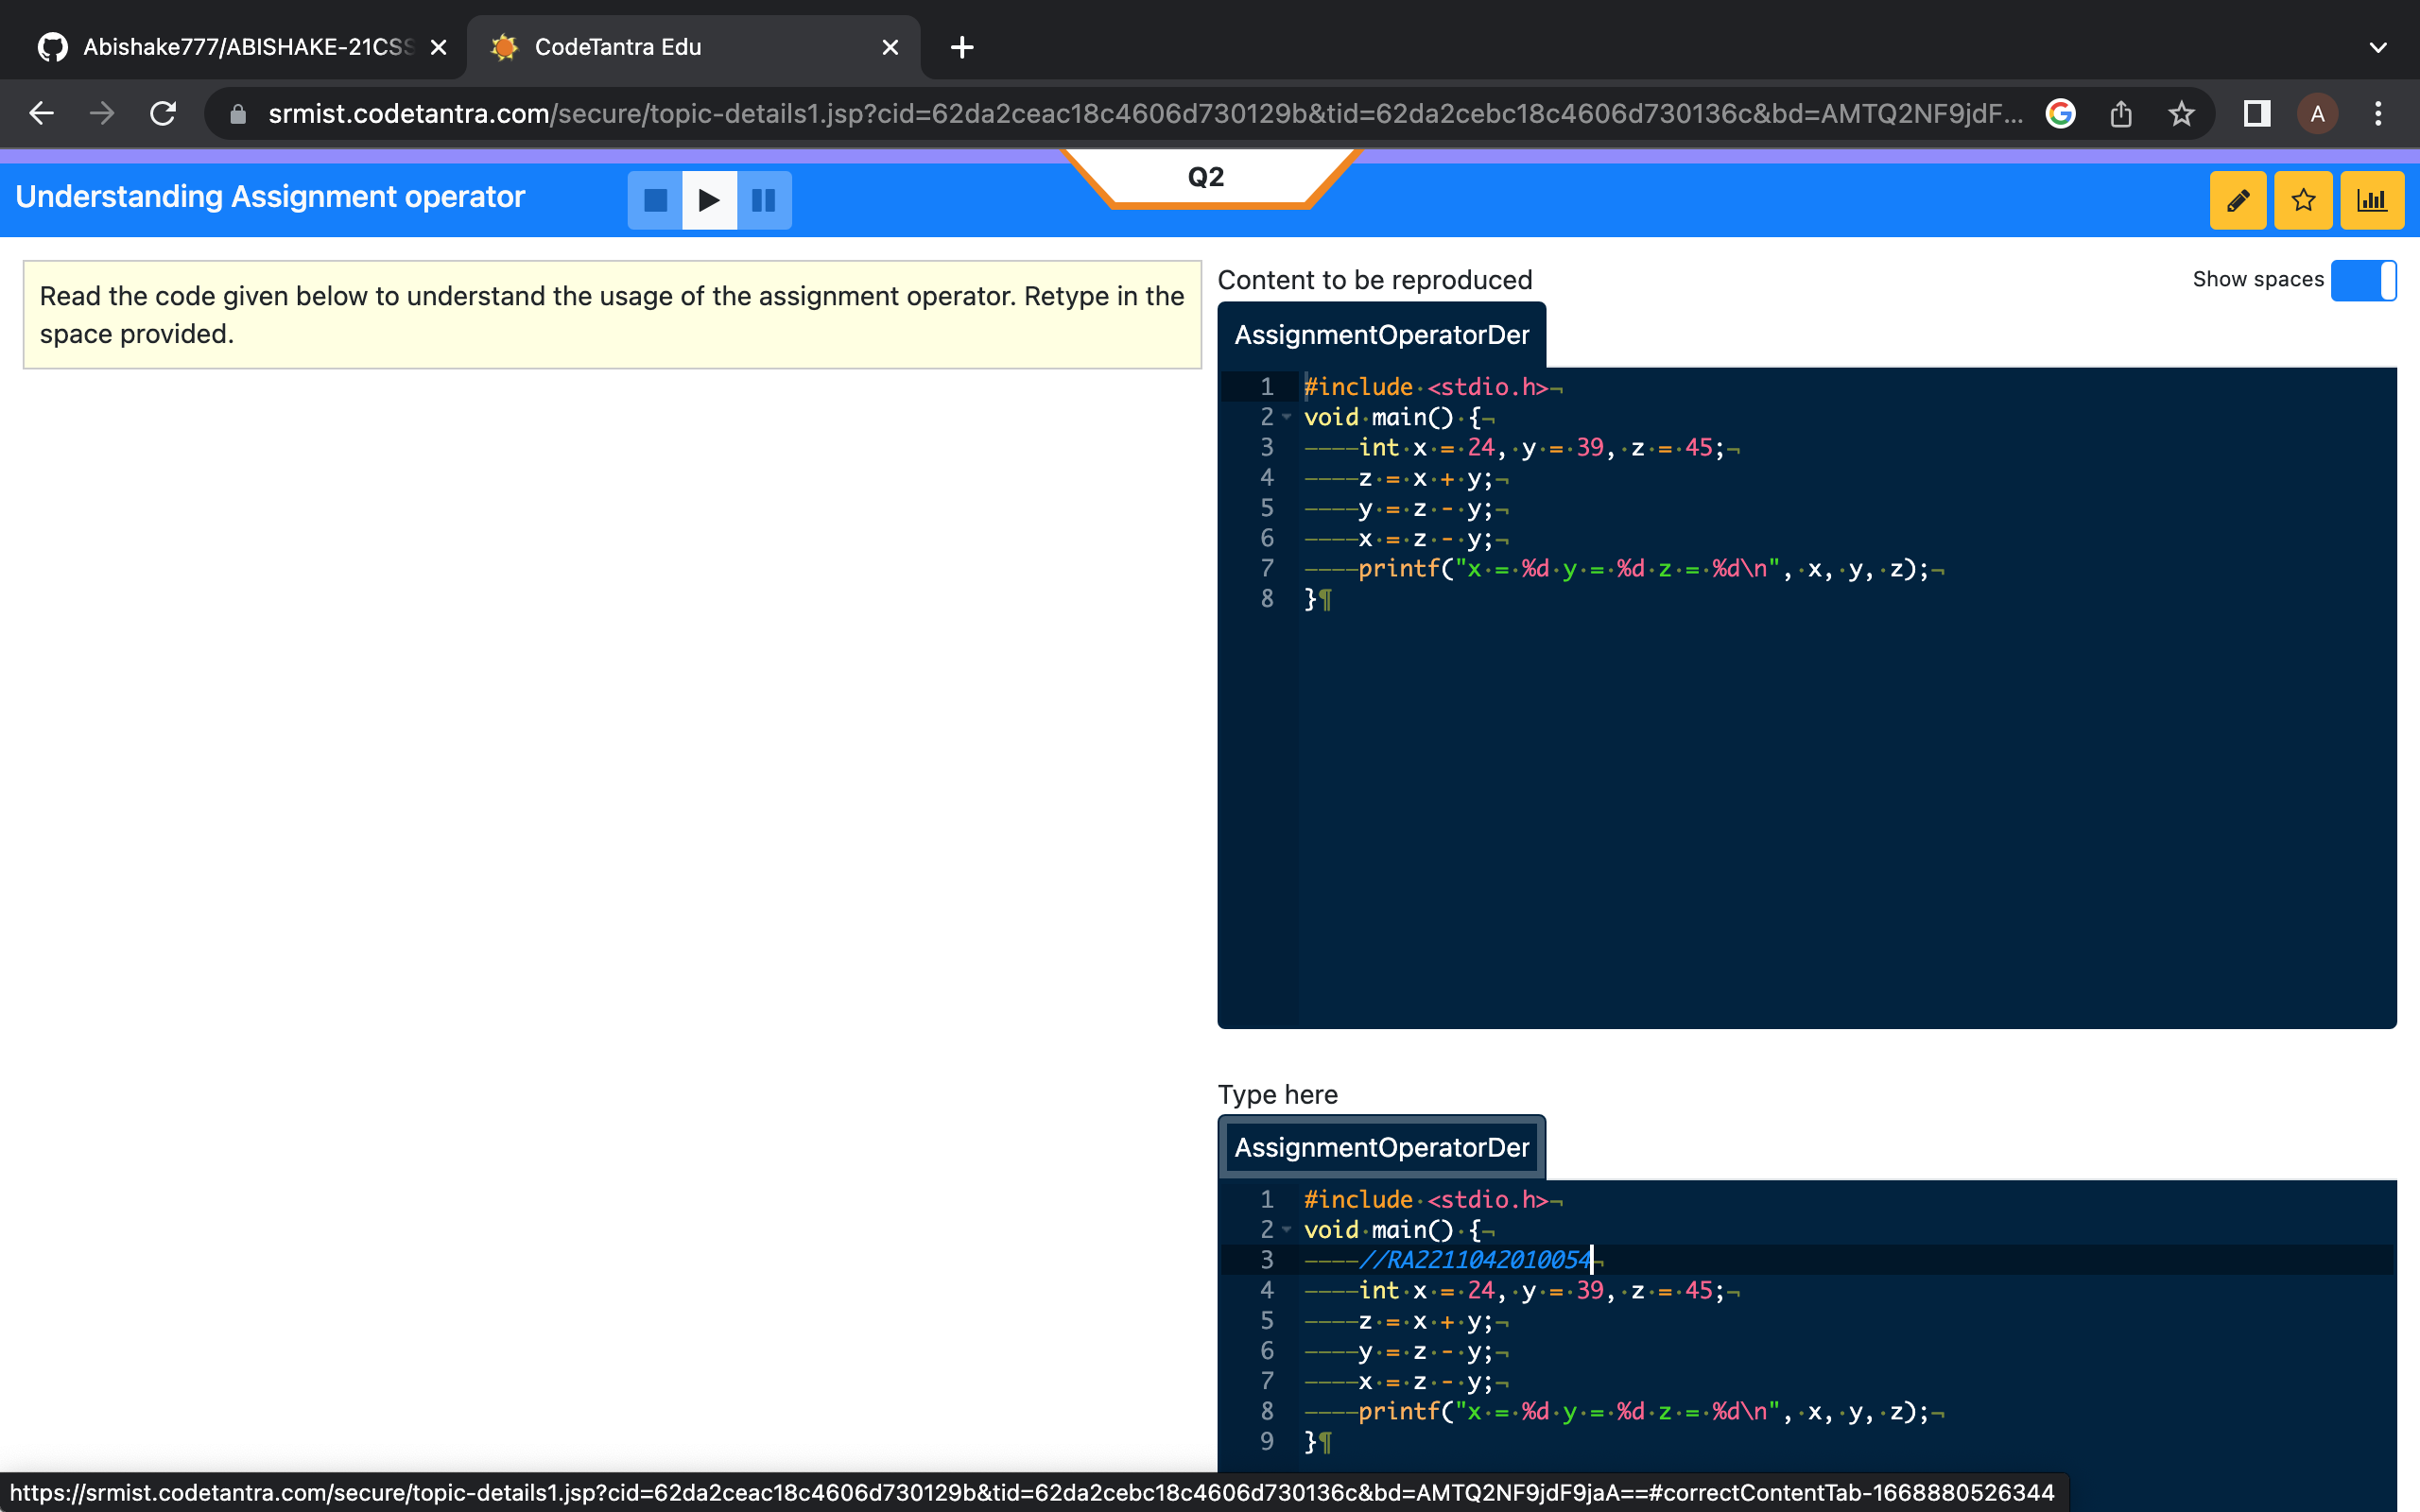 Abishake777/ABISHAKE-21CSS
CodeTantra Edu
srmist.codetantra.com/secure/topic-details1.jsp?cid=62da2ceac18c4606d730129b&tid=62da2cebc18c4606d730136c&bd=AMTQ2NF9jdF...
A
Q2
Understanding Assignment operator
Read the code given below to understand the usage of the assignment operator. Retype in the
space provided.
Content to be reproduced
Show spaces
AssignmentOperatorDer
1 #include <stdio.h>
2 void main() {
3 int x = 24, y = 39, z = 45;
4 z = x + y;
5 y = z - y;
6 x = z - y;
7 printf("x = %d y = %d z = %d\n", x, y, z);
8 }
Type here
AssignmentOperatorDer
1 #include <stdio.h>
2 void main() {
3 //RA2211042010054
4 int x = 24, y = 39, z = 45;
5 z = x + y;
6 y = z - y;
7 x = z - y;
8 printf("x = %d y = %d z = %d\n", x, y, z);
9 }
https://srmist.codetantra.com/secure/topic-details1.jsp?cid=62da2ceac18c4606d730129b&tid=62da2cebc18c4606d730136c&bd=AMTQ2NF9jdF9jaA==#correctContentTab-1668880526344